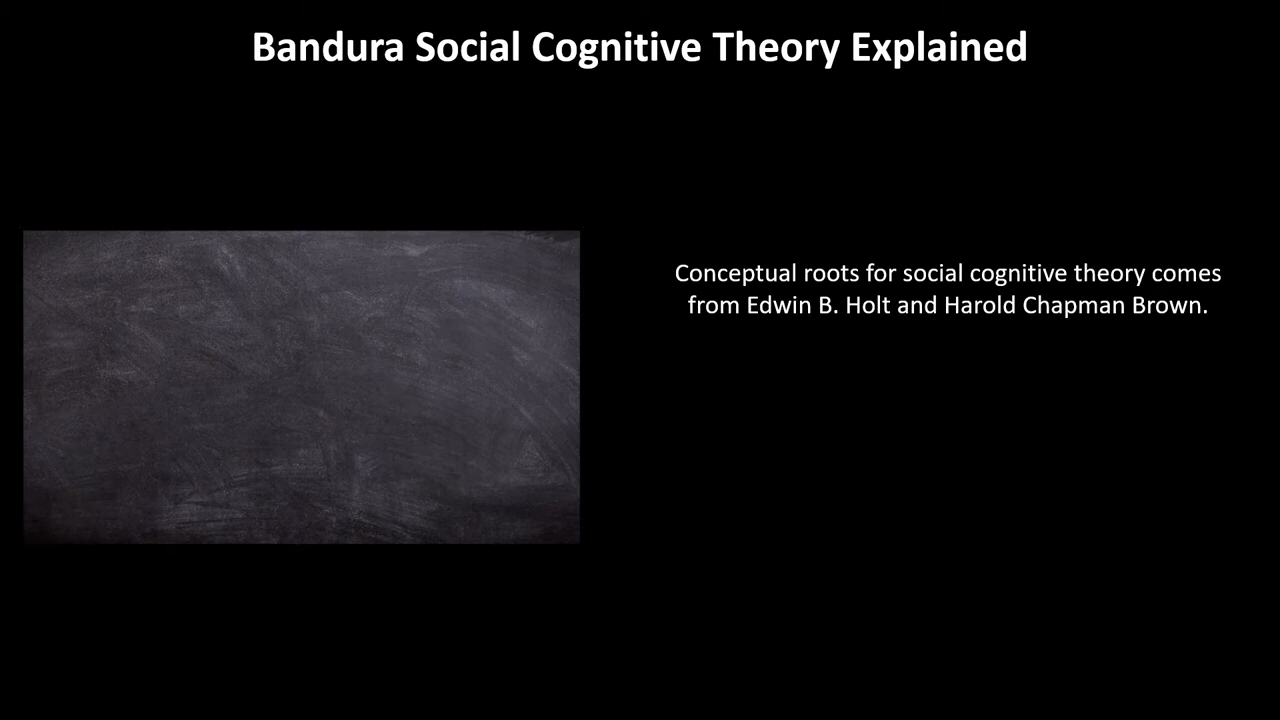 Bandura Social Cognitive Theory Explained
Conceptual roots for social cognitive theory comes
from Edwin B. Holt and Harold Chapman Brown.